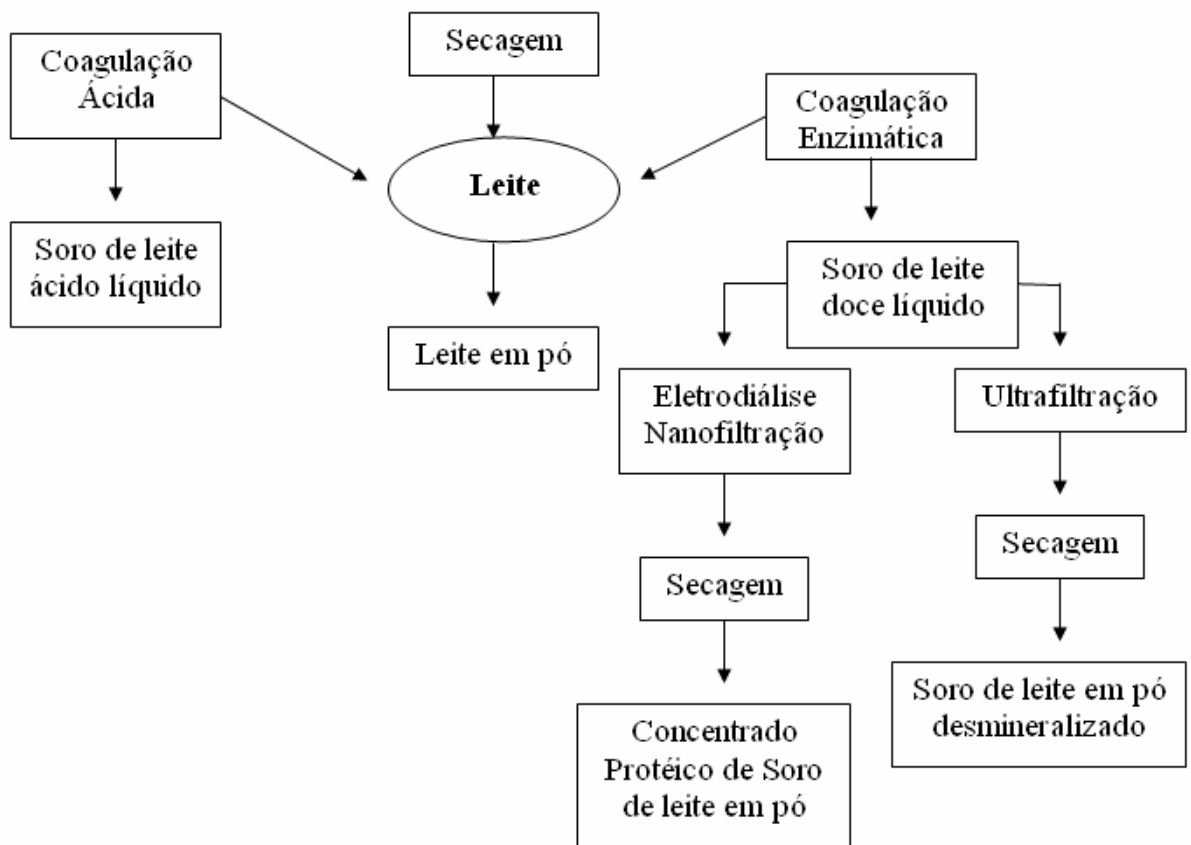 Coagulação
Ácida
Secagem
Coagulação
Enzimática
Leite
Soro de leite
ácido líquido
Soro de leite
doce líquido
Leite em pó
Eletrodiálise
Nanofiltração
Ultrafiltração
Secagem
Secagem
Concentrado
Protéico de Soro
de leite em pó
Soro de leite em pó
desmineralizado